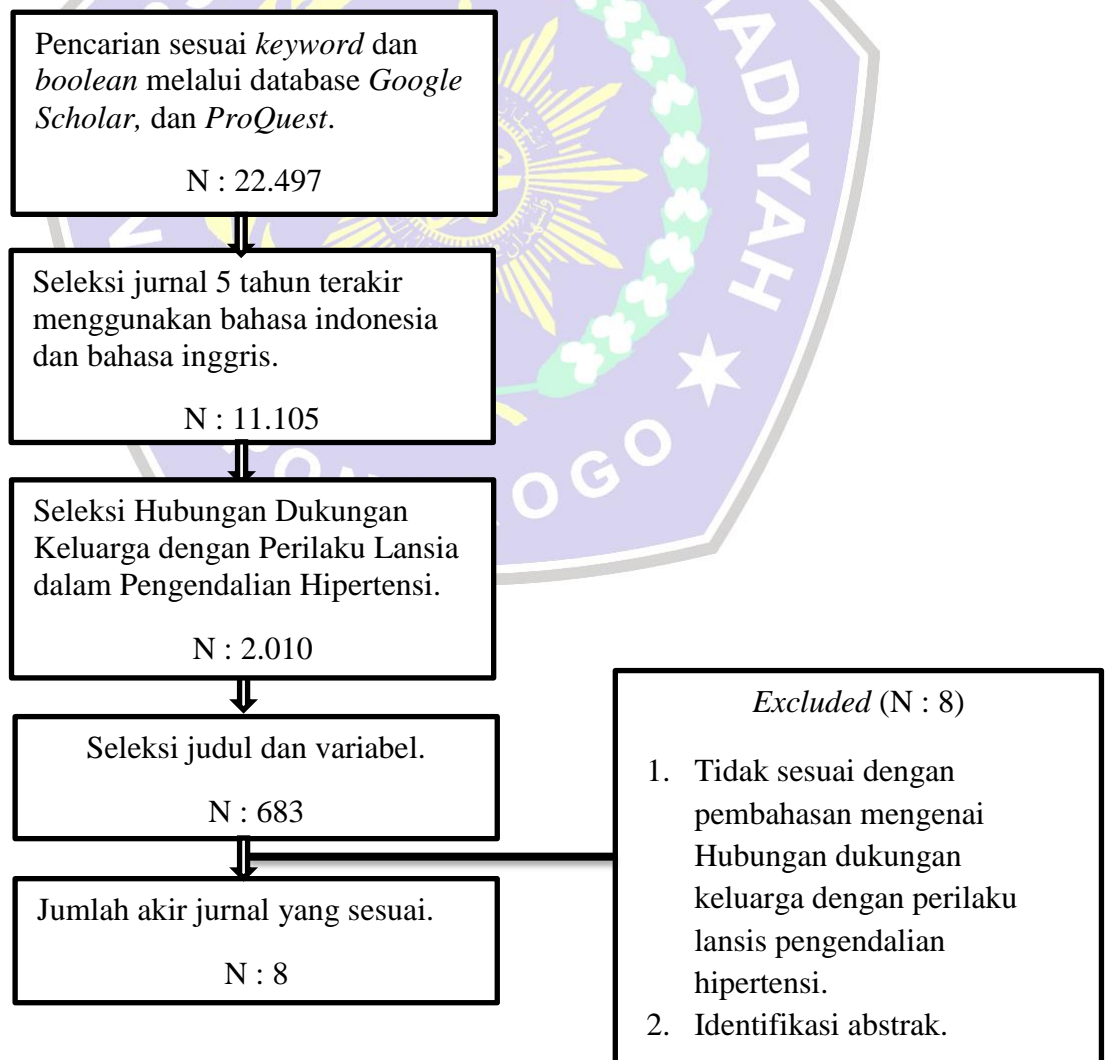 Pencarian sesuai keyword dan
boolean melalui database Google
Scholar, dan ProQuest.
N : 22.497
Seleksi jurnal 5 tahun terakir
menggunakan bahasa indonesia
dan bahasa inggris.
N : 11.105
Seleksi Hubungan Dukungan
Keluarga dengan Perilaku Lansia
dalam Pengendalian Hipertensi.
N : 2.010
Seleksi judul dan variabel.
N : 683
Jumlah akir jurnal yang sesuai.
N : 8
Excluded (N : 8)
1. Tidak sesuai dengan
pembahasan mengenai
Hubungan dukungan
keluarga dengan perilaku
lansis pengendalian
hipertensi.
2. Identifikasi abstrak.